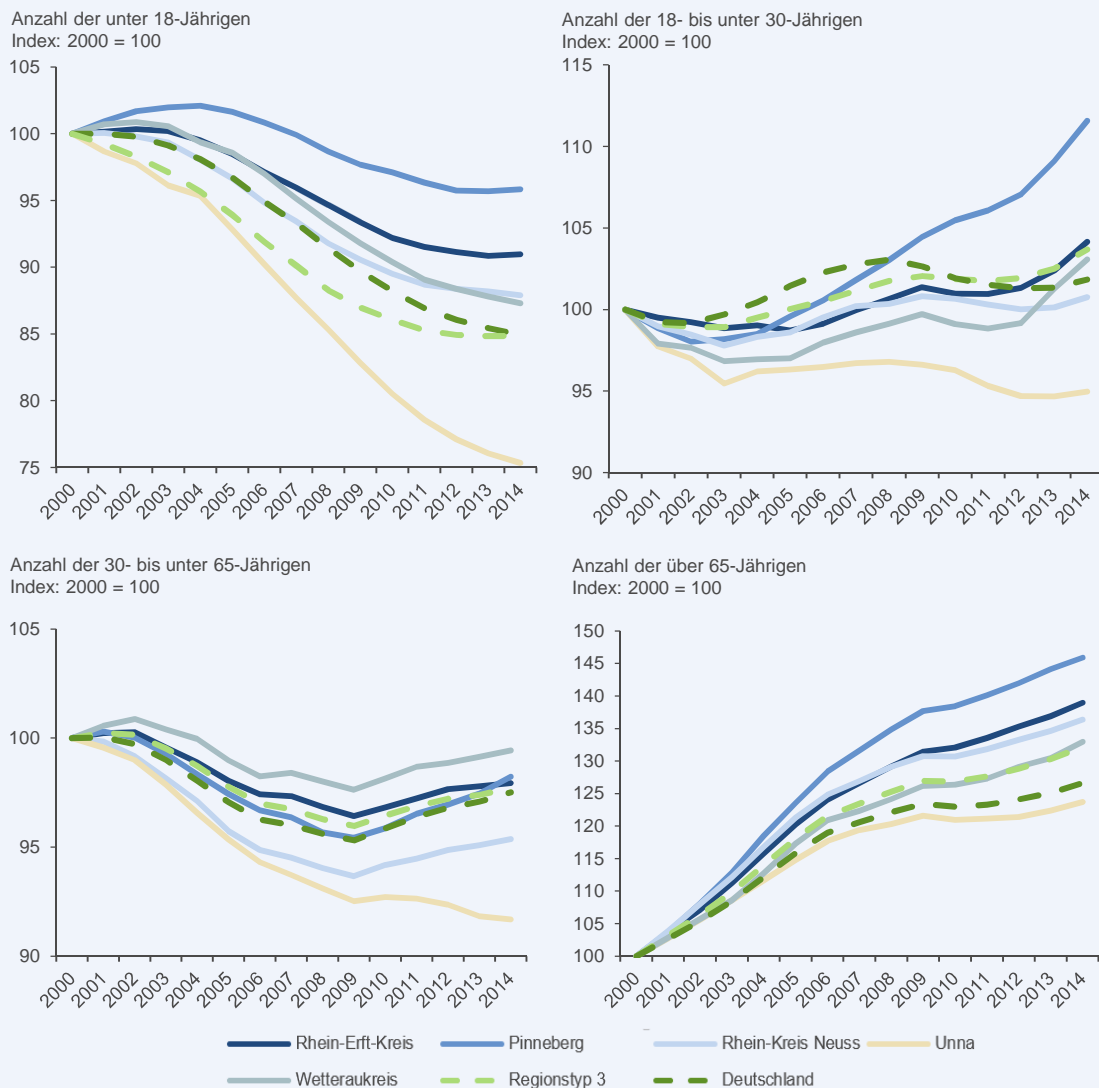 Anzahl der unter 18-Jährigen
Index: 2000 = 100
105
100
95
90
85
80
75
2000 2001 2002 2003 2004 2005 2006 2007 2008 2009 2010 2011 2012 2013 2014
Anzahl der 18- bis unter 30-Jährigen
Index: 2000 = 100
115
110
105
100
95
90
2000 2001 2002 2003 2004 2005 2006 2007 2008 2009 2010 2011 2012 2013 2014
Anzahl der 30- bis unter 65-Jährigen
Index: 2000 = 100
105
100
95
90
2000 2001 2002 2003 2004 2005 2006 2007 2008 2009 2010 2011 2012 2013 2014
Anzahl der über 65-Jährigen
Index: 2000 = 100
150
145
140
135
130
125
120
115
110
105
100
2000 2001 2002 2003 2004 2005 2006 2007 2008 2009 2010 2011 2012 2013 2014
Rhein-Erft-Kreis Pinneberg Rhein-Kreis Neuss Unna
Wetteraukreis Regionstyp 3 Deutschland